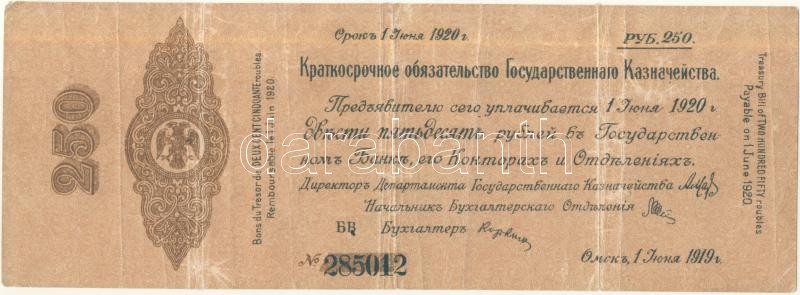 250
Bons du Tresor de DEUX CENT CINQUANTE roubles.
Remboursable le 1 Juin 1920.
Срокъ 1 Іюня 1920 г.
РУБ. 250.
Краткосрочное обязательство Государственнаго Казначейства.
Предъявителю сего уплачивается 1 Іюня 1920 г.
двѣсти пятьдесятъ рублей въ Государствен-
номъ Банкѣ, его Конторахъ и Отдѣленіяхъ.
Директоръ Департамента Государственнаго Казначейства
Начальникъ Бухгалтерскаго Отдѣленія
ББ Бухгалтеръ
№ 285012
Омскъ, 1 Іюня 1919 г.
Treasury Bill of TWO HUNDRED FIFTY roubles
Payable on 1 June 1920.
darabanth